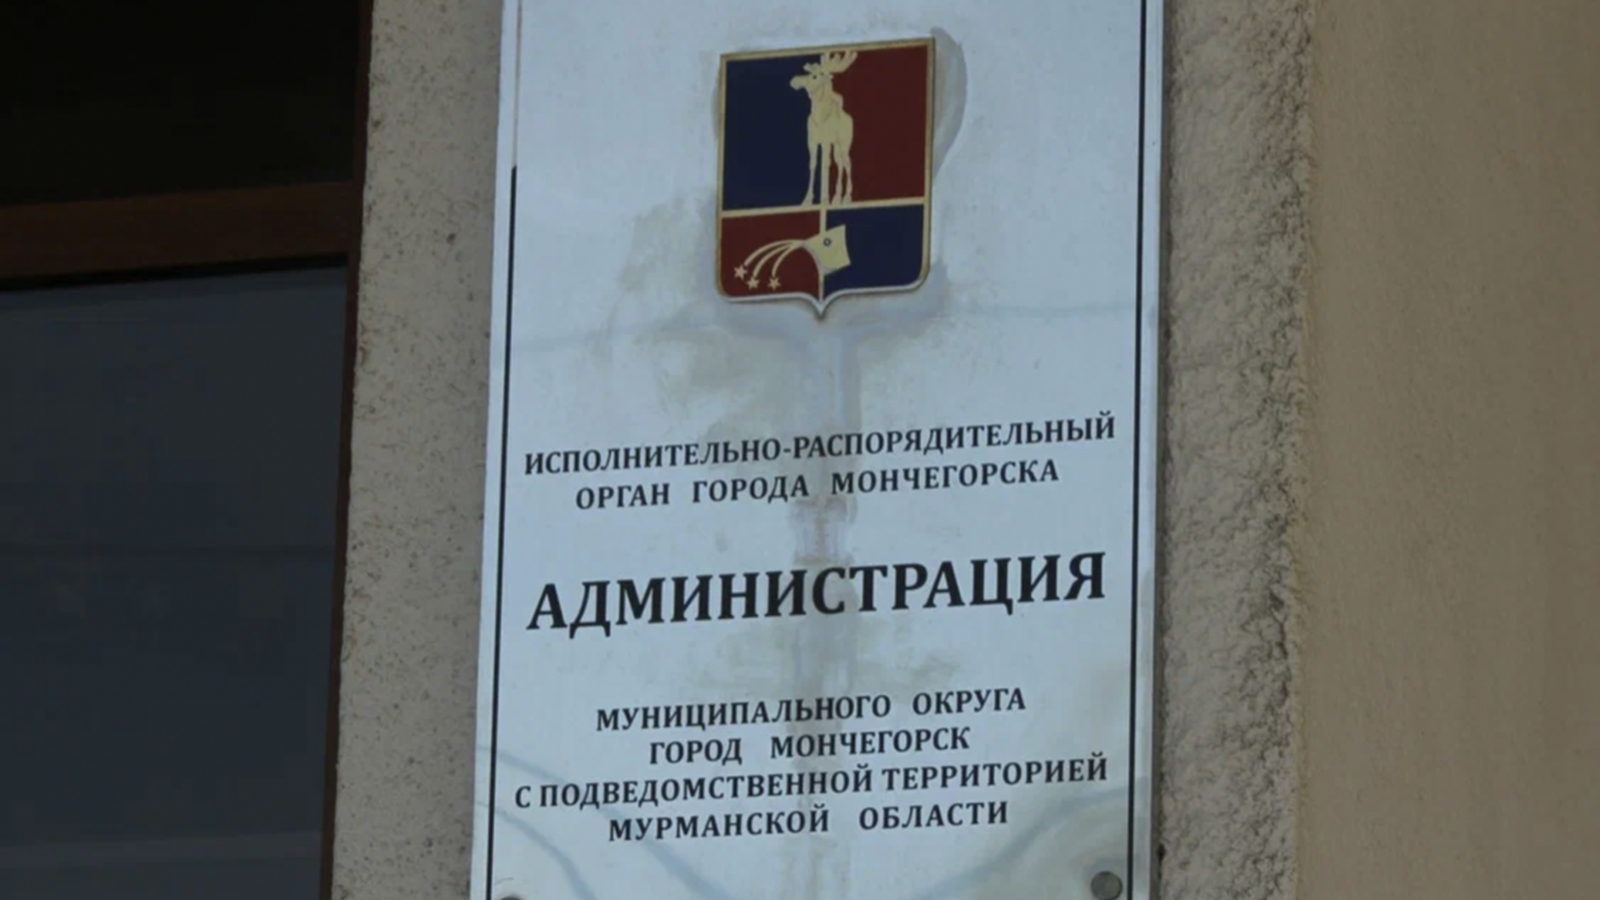 ИСПОЛНИТЕЛЬНО-РАСПОРЯДИТЕЛЬНЫЙ
ОРГАН ГОРОДА МОНЧЕГОРСКА
АДМИНИСТРАЦИЯ
МУНИЦИПАЛЬНОГО ОКРУГА
ГОРОД МОНЧЕГОРСК
С ПОДВЕДОМСТВЕННОЙ ТЕРРИТОРИЕЙ
МУРМАНСКОЙ ОБЛАСТИ